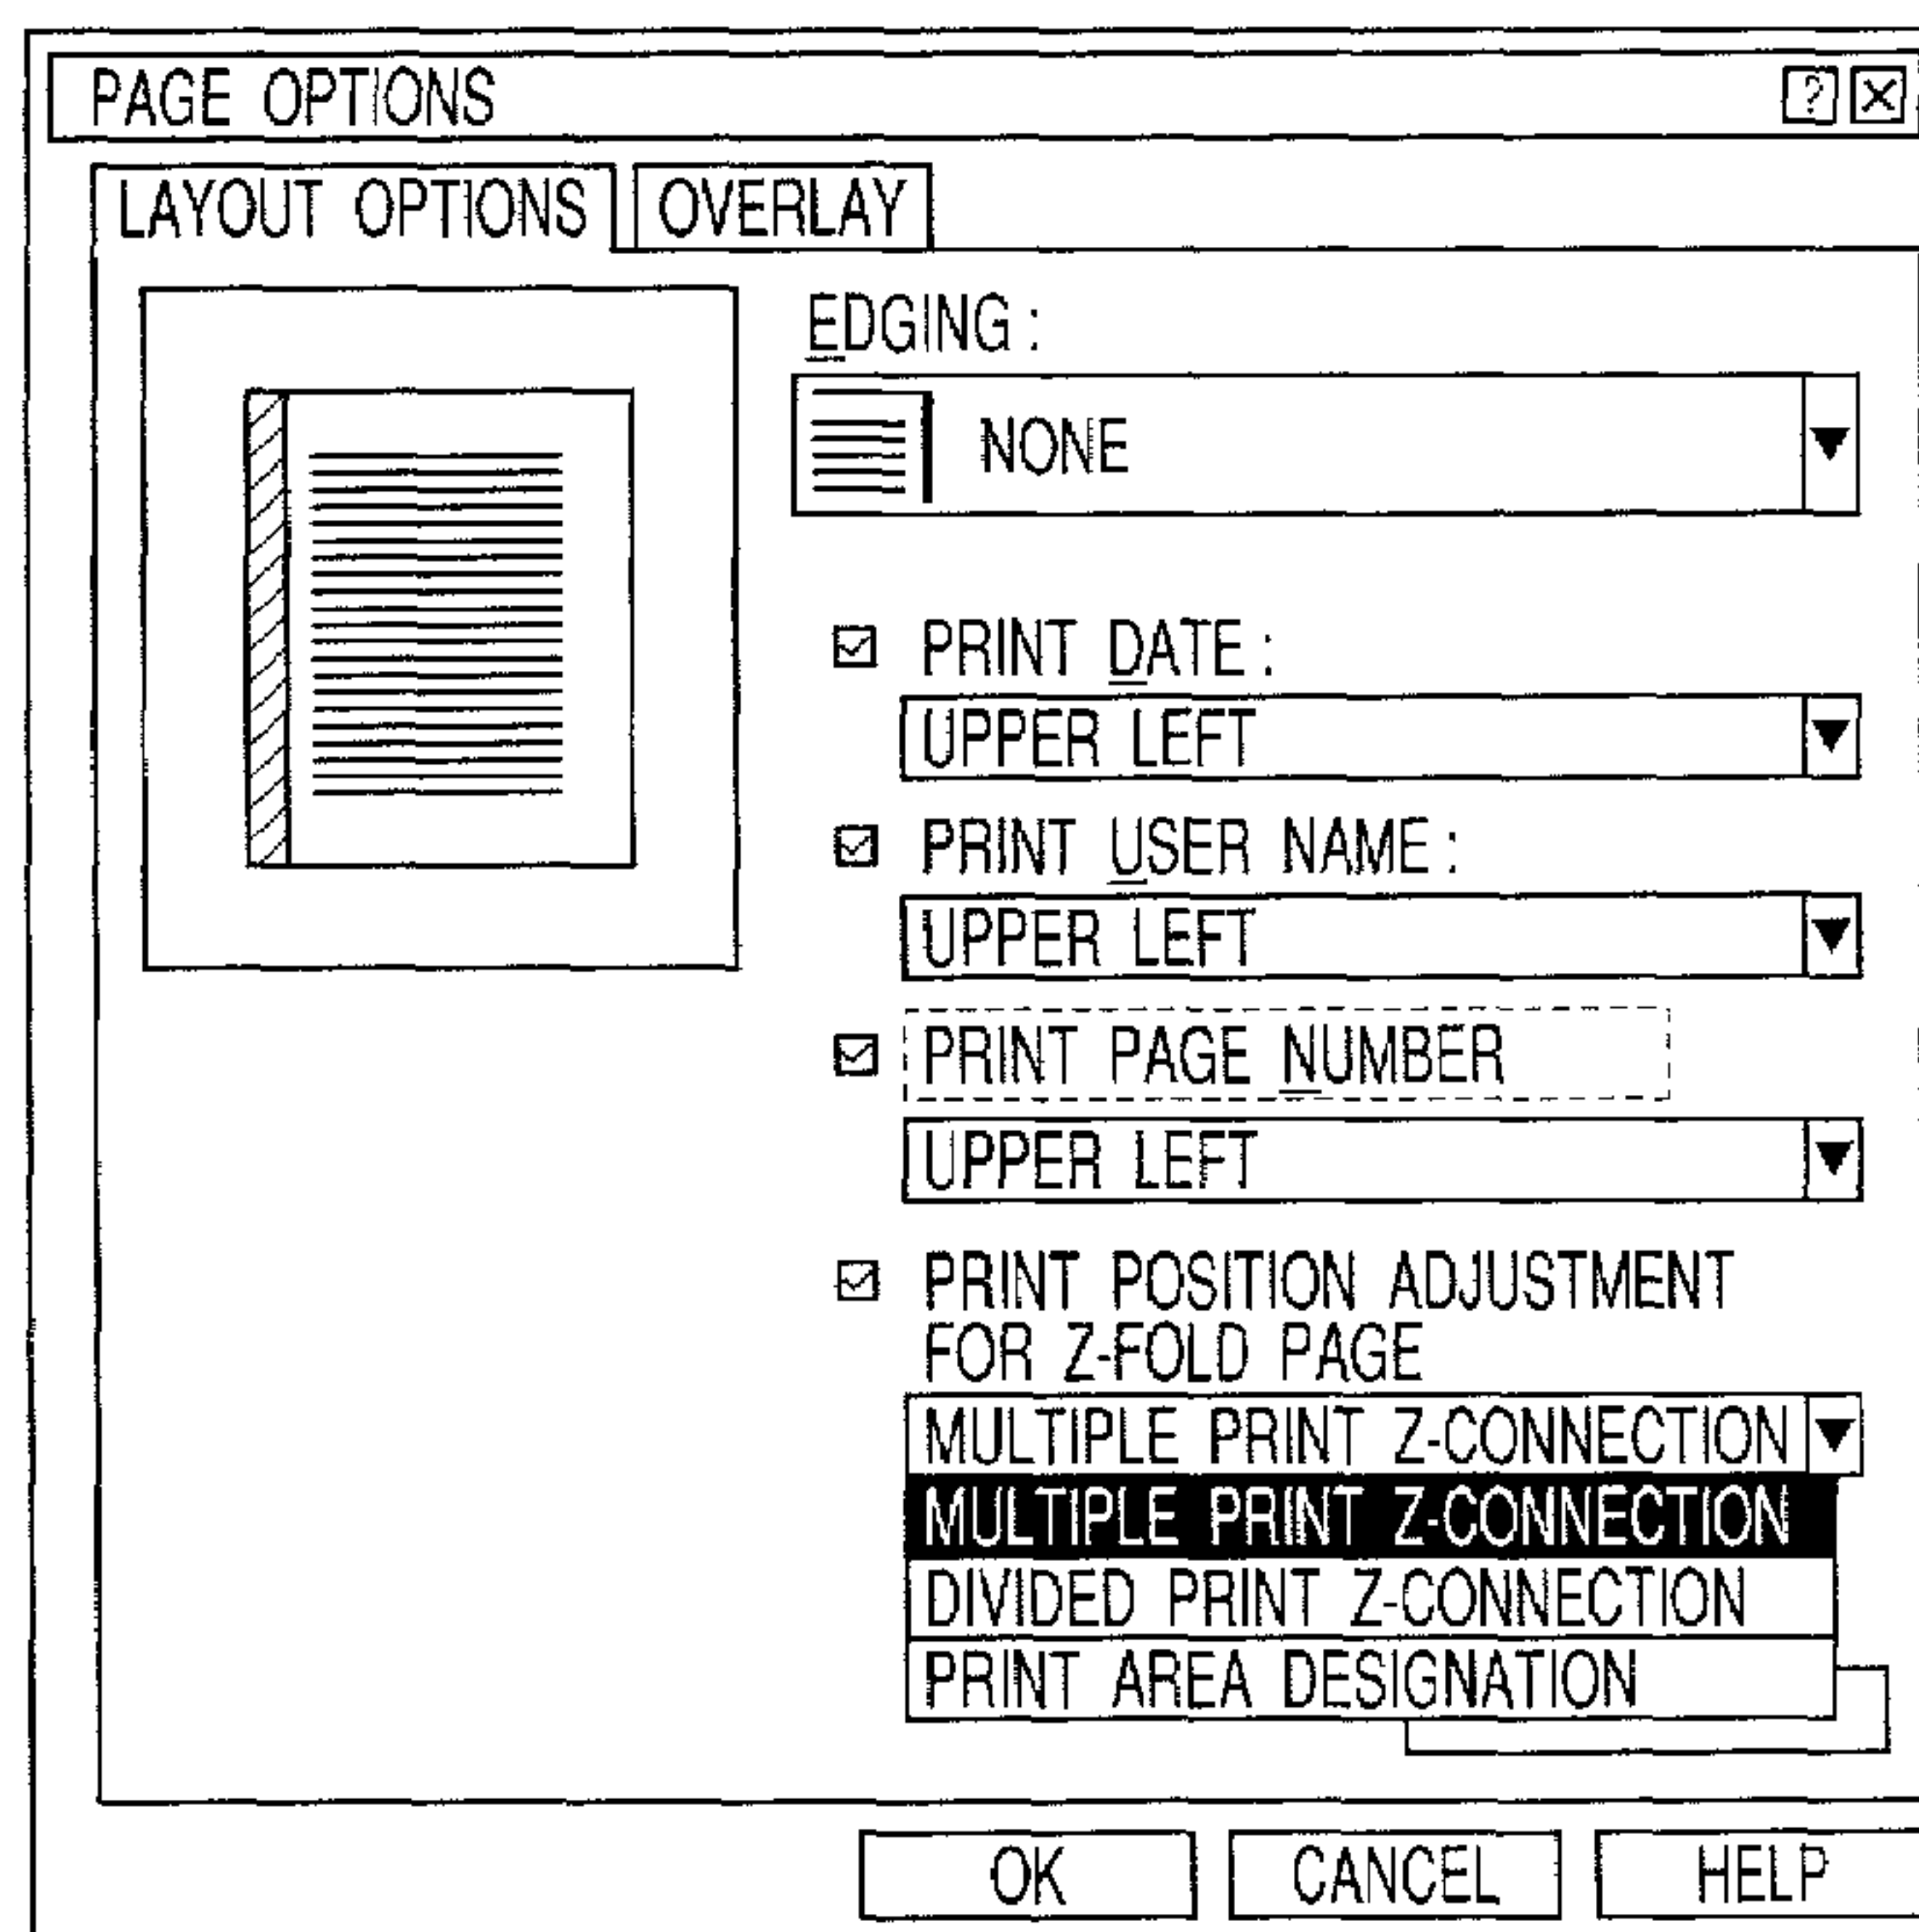 PAGE OPTIONS ? X
LAYOUT OPTIONS OVERLAY
EDGING :
NONE
PRINT DATE :
UPPER LEFT
PRINT USER NAME :
UPPER LEFT
PRINT PAGE NUMBER
UPPER LEFT
PRINT POSITION ADJUSTMENT
FOR Z-FOLD PAGE
MULTIPLE PRINT Z-CONNECTION
MULTIPLE PRINT Z-CONNECTION
DIVIDED PRINT Z-CONNECTION
PRINT AREA DESIGNATION
OK CANCEL HELP